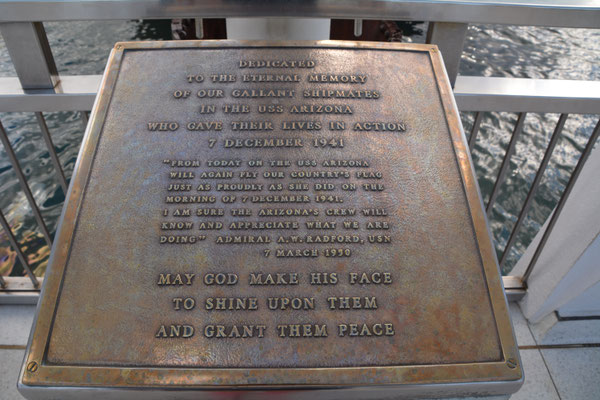 DEDICATED
TO THE ETERNAL MEMORY
OF OUR GALLANT SHIPMATES
IN THE USS ARIZONA
WHO GAVE THEIR LIVES IN ACTION
7 DECEMBER 1941
"FROM TODAY ON THE USS ARIZONA
WILL AGAIN FLY OUR COUNTRY'S FLAG
JUST AS PROUDLY AS SHE DID ON THE
MORNING OF 7 DECEMBER 1941.
I AM SURE THE ARIZONA'S CREW WILL
KNOW AND APPRECIATE WHAT WE ARE
DOING" ADMIRAL A.W. RADFORD, USN
7 MARCH 1950
MAY GOD MAKE HIS FACE
TO SHINE UPON THEM
AND GRANT THEM PEACE